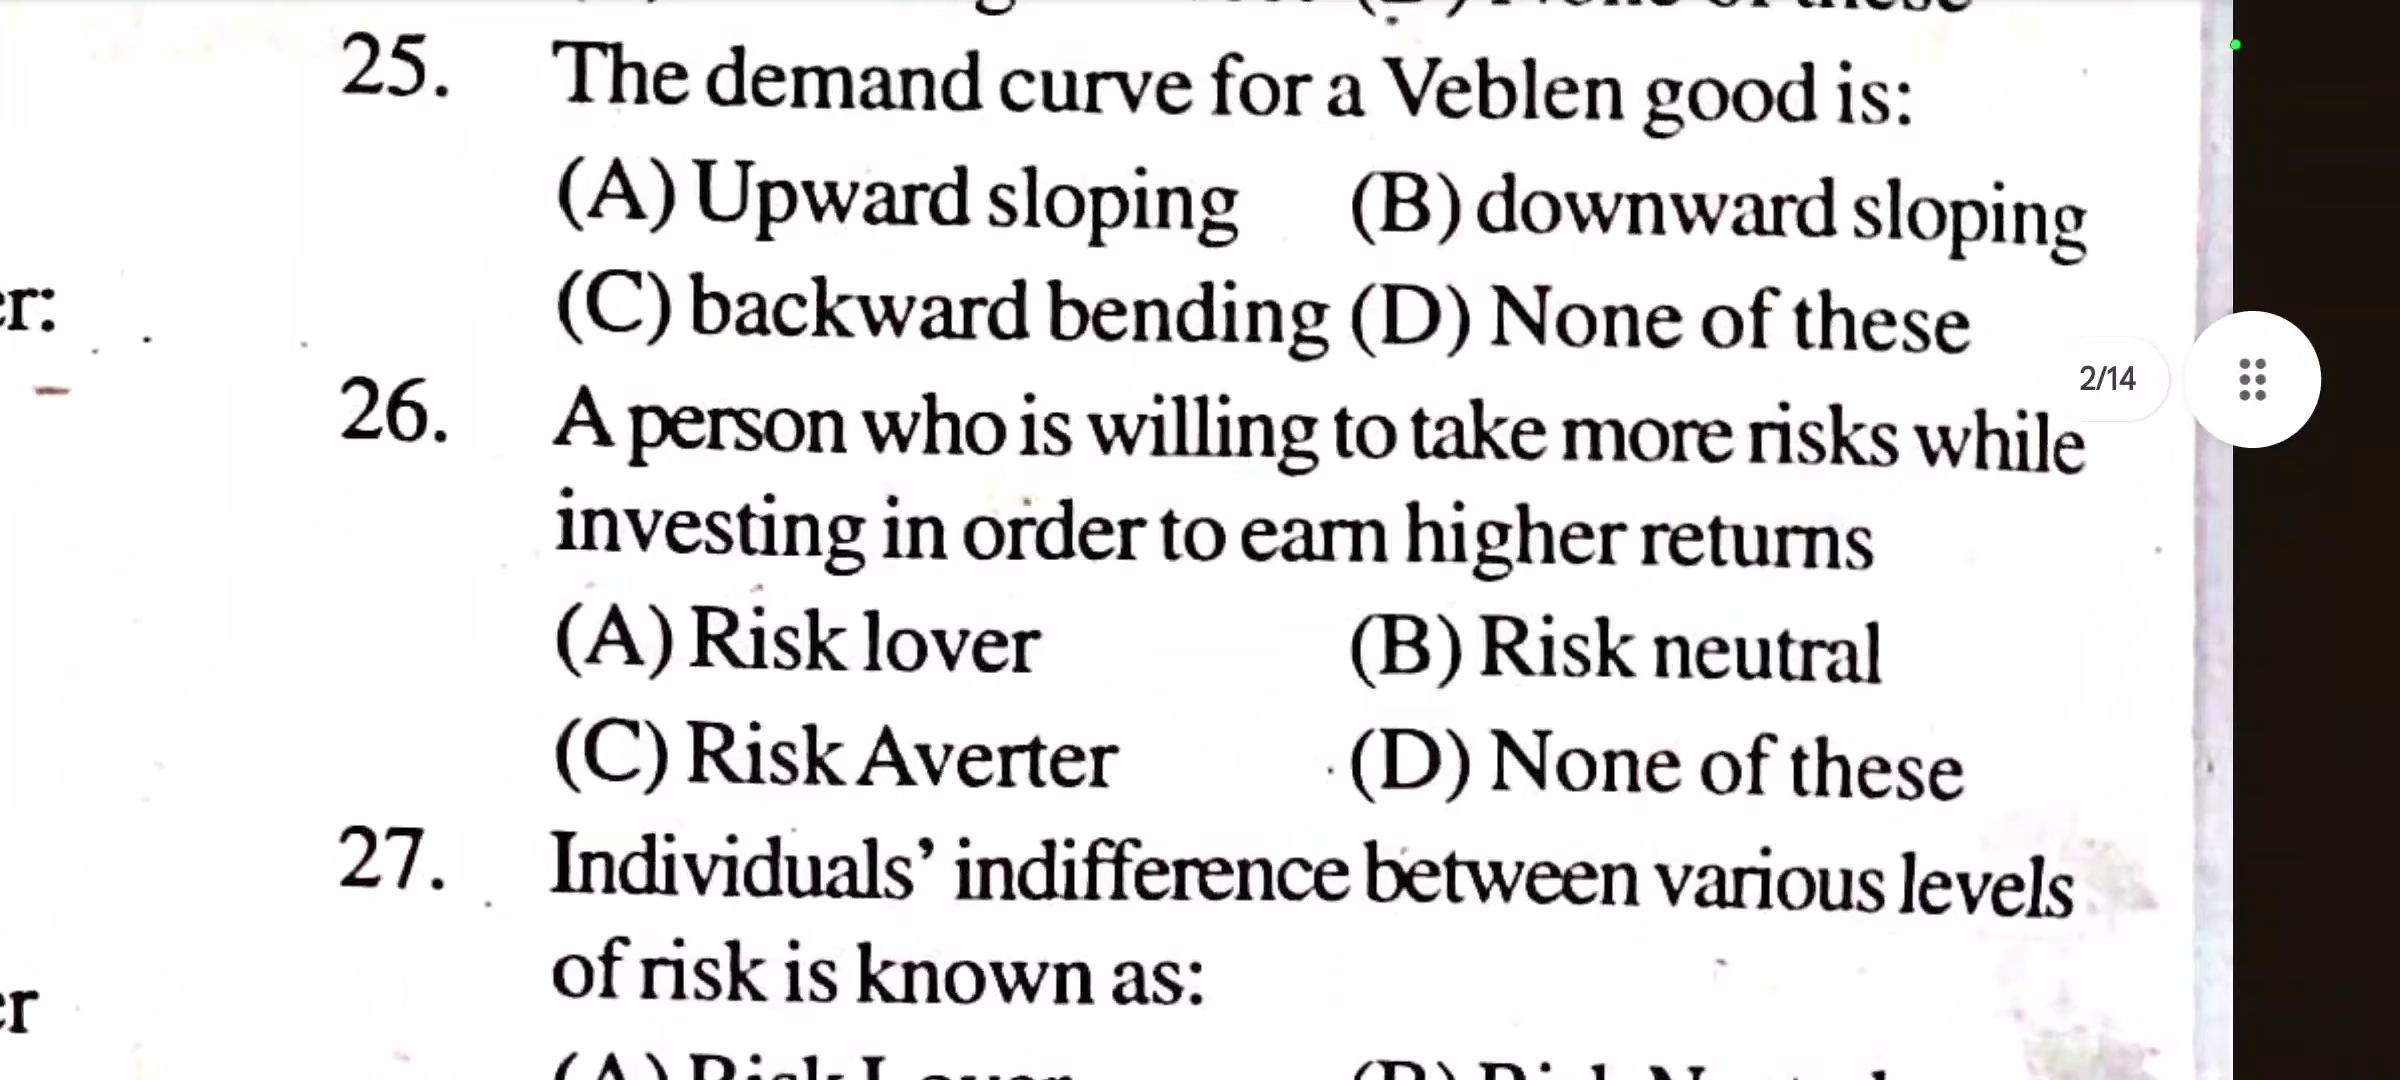 25. The demand curve for a Veblen good is:
(A) Upward sloping (B) downward sloping
er:
(C) backward bending (D) None of these
2/14
26. A person who is willing to take more risks while
investing in order to earn higher returns
(A) Risk lover (B) Risk neutral
(C) Risk Averter (D) None of these
27. Individuals' indifference between various levels
of risk is known as:
er